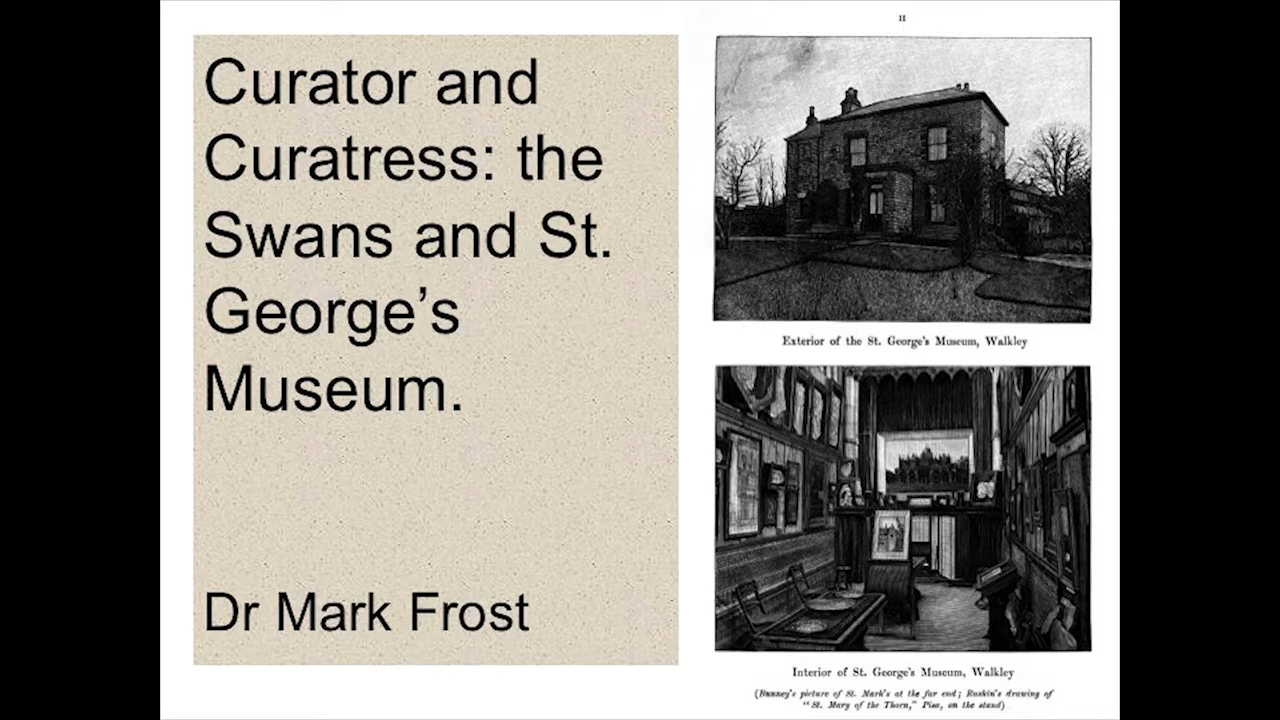 Curator and
Curatress: the
Swans and St.
George’s
Museum.
Dr Mark Frost
II
Exterior of the St. George's Museum, Walkley
Interior of St. George's Museum, Walkley
(Bunney's picture of St. Mark's at the far end; Ruskin's drawing of
"St. Mary of the Thorn," Pisa, on the stand)